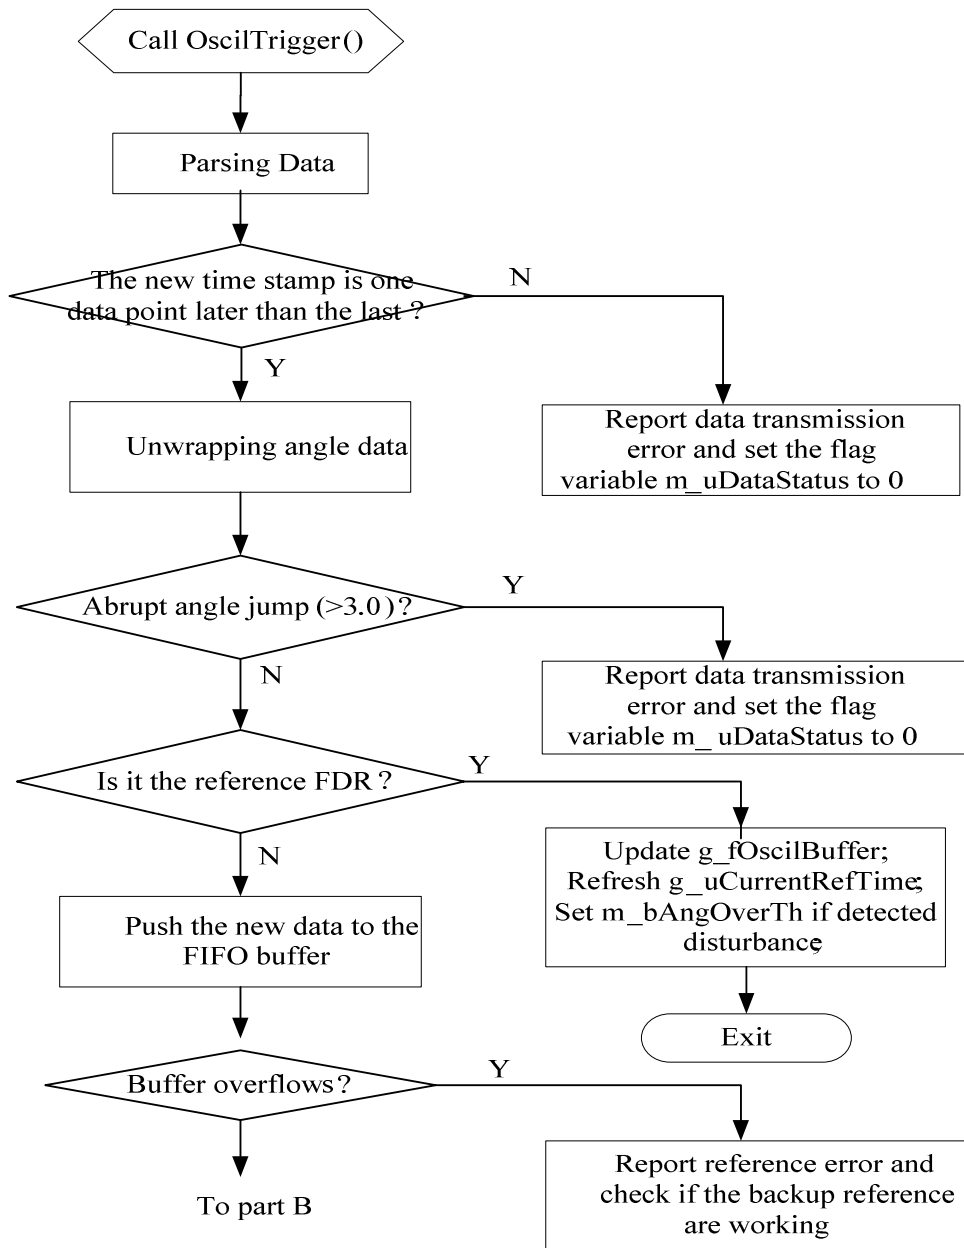 Call OscilTrigger()
Parsing Data
The new time stamp is one
data point later than the last ?
N
Y
Unwrapping angle data
Report data transmission
error and set the flag
variable m_uDataStatus to 0
Abrupt angle jump (>3.0)?
Y
N
Report data transmission
error and set the flag
variable m_ uDataStatus to 0
Is it the reference FDR ?
Y
N
Update g_fOscilBuffer;
Refresh g_uCurrentRefTime;
Set m_bAngOverTh if detected
disturbance;
Push the new data to the
FIFO buffer
Exit
Buffer overflows?
Y
Report reference error and
check if the backup reference
are working
To part B